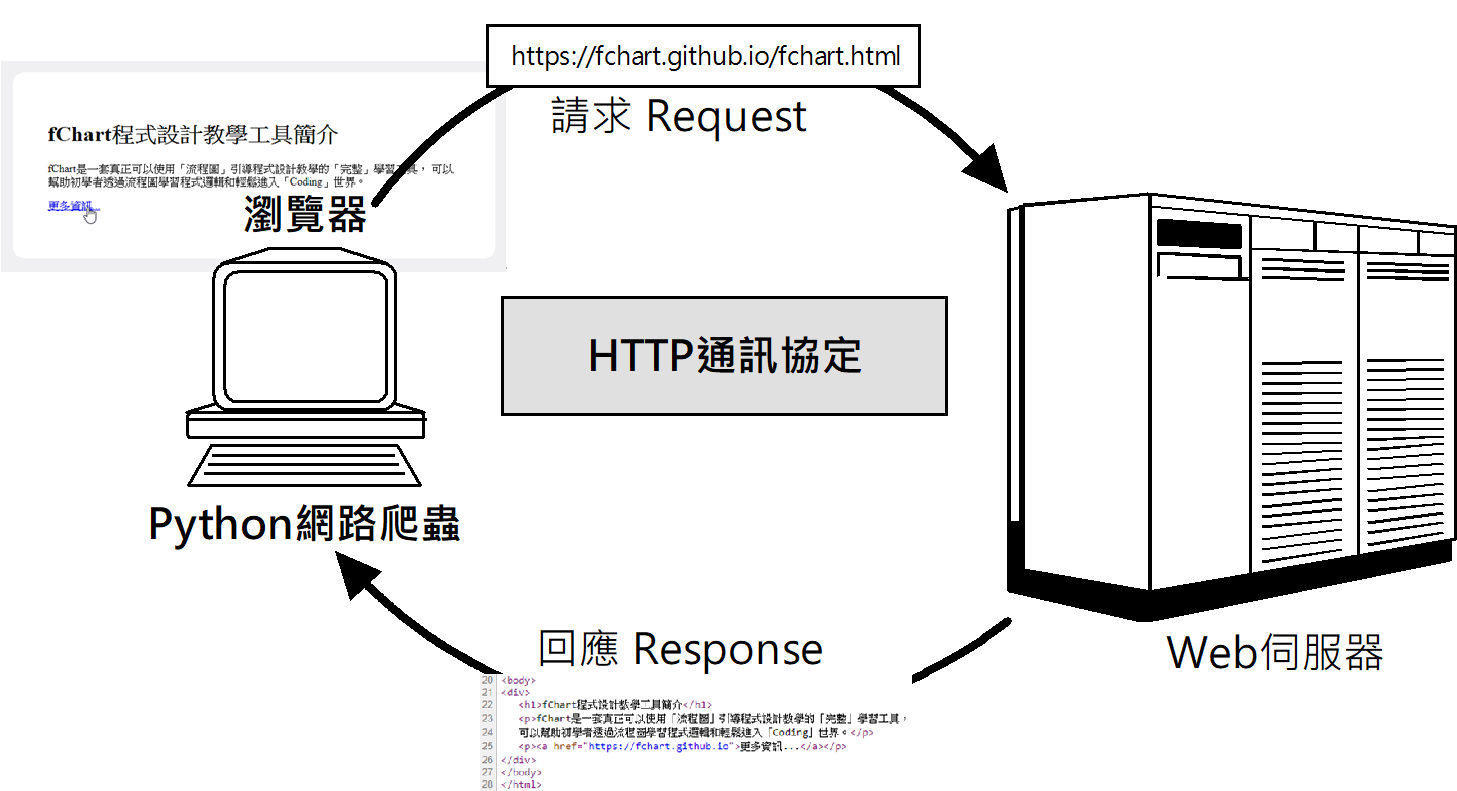 https://fchart.github.io/fchart.html
請求 Request
fChart程式設計教學工具簡介
fChart是一套真正可以使用「流程圖」引導程式設計教學的「完整」學習工具， 可以
幫助初學者透過流程圖學習程式邏輯和輕鬆進入「Coding」世界。
更多資訊...
瀏覽器
HTTP通訊協定
Python網路爬蟲
回應 Response
Web伺服器
20 <body>
21 <div>
22 <h1>fChart程式設計教學工具簡介</h1>
23 <p>fChart是一套真正可以使用「流程圖」引導程式設計教學的「完整」學習工具，
24 可以幫助初學者透過流程圖學習程式邏輯和輕鬆進入「Coding」世界。</p>
25 <p><a href="https://fchart.github.io">更多資訊...</a></p>
26 </div>
27 </body>
28 </html>